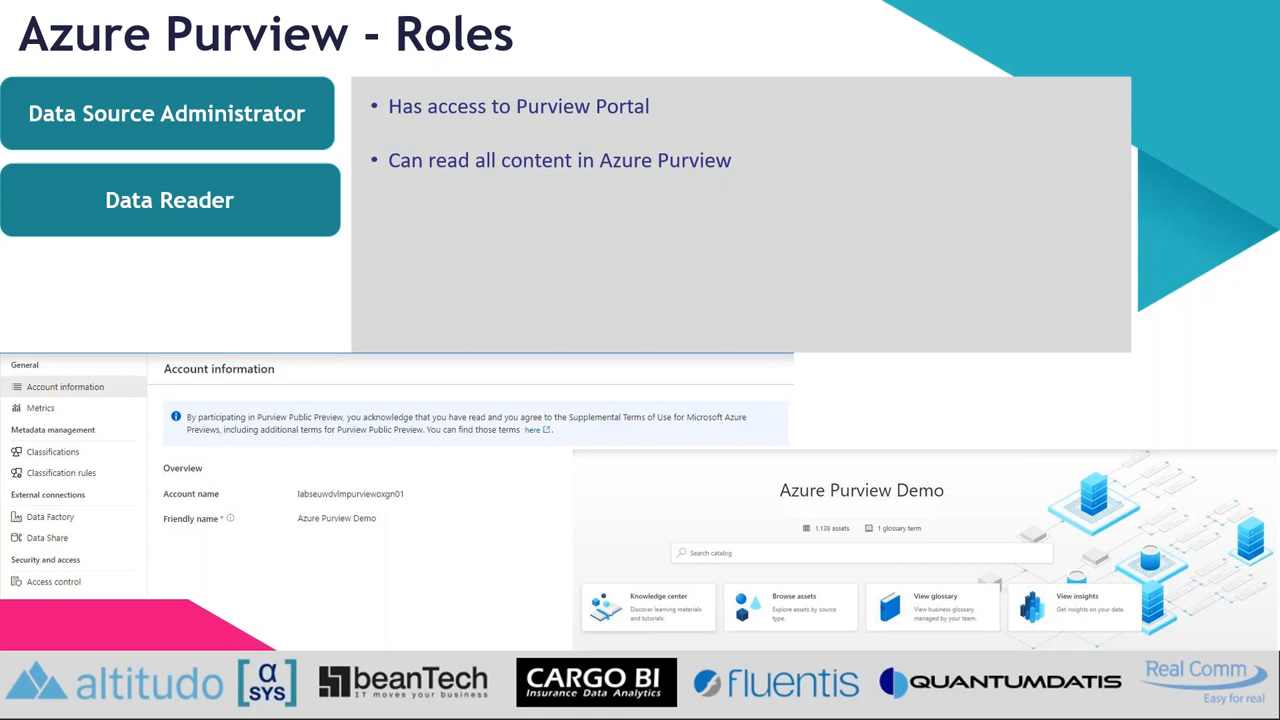 Azure Purview - Roles
Data Source Administrator
Data Reader
• Has access to Purview Portal
• Can read all content in Azure Purview
General
Account information
Metrics
Metadata management
Classifications
Classification rules
External connections
Data Factory
Data Share
Security and access
Access control
Account information
By participating in Purview Public Preview, you acknowledge that you have read and you agree to the Supplemental Terms of Use for Microsoft Azure
Previews, including additional terms for Purview Public Preview. You can find those terms here.
Overview
Account name labseuwdvlmpurviewoxgn01
Friendly name * Azure Purview Demo
Azure Purview Demo
1,138 assets 1 glossary term
Search catalog
Knowledge center
Discover learning materials
and tutorials.
Browse assets
Explore assets by source
type.
View glossary
View business glossary
managed by your team.
View insights
Get insights on your data.
altitudo
α
SYS
beanTech
IT moves your business
CARGO BI
Insurance Data Analytics
fluentis
QUANTUMDATIS
Real Comm
Easy for real